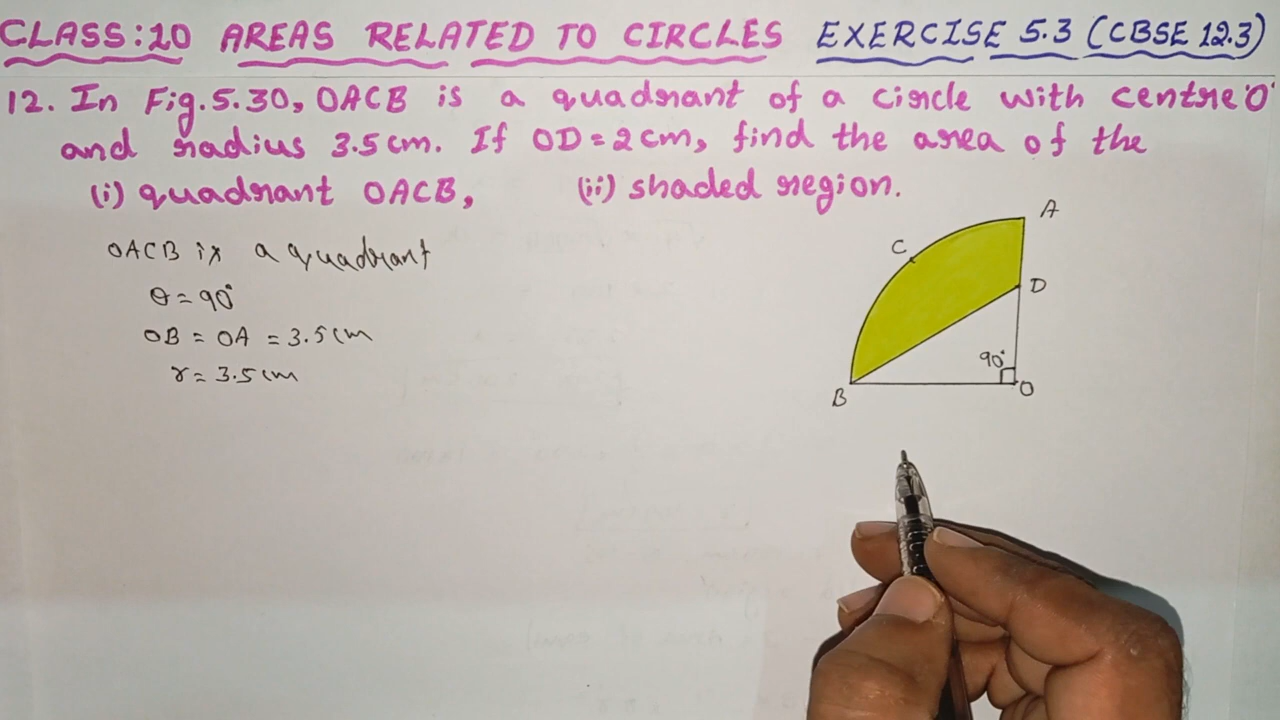 CLASS:10 AREAS RELATED TO CIRCLES EXERCISE 5.3 (CBSE 12.3)
12. In Fig.5.30, OACB is a quadrant of a circle with centre 'O'
and radius 3.5cm. If OD=2cm, find the area of the
(i) quadrant OACB, (ii) shaded region.
OACB is a quadrant
θ=90°
OB = OA = 3.5cm
r=3.5cm
A
C
D
90°
B
O